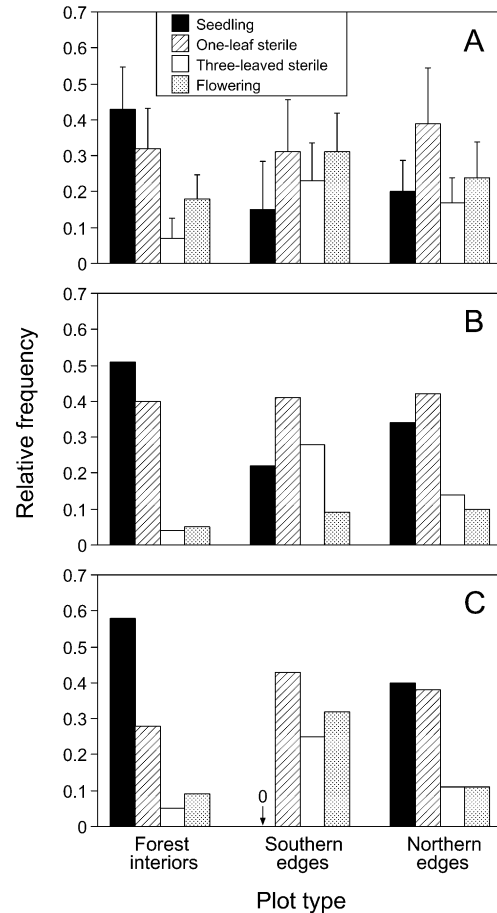 Seedling
One-leaf sterile
Three-leaved sterile
Flowering
A
0.7
0.6
0.5
0.4
0.3
0.2
0.1
0
B
0.7
0.6
0.5
0.4
0.3
0.2
0.1
0
C
0.7
0.6
0.5
0.4
0.3
0.2
0.1
0
0
Relative frequency
Forest
interiors
Southern
edges
Northern
edges
Plot type